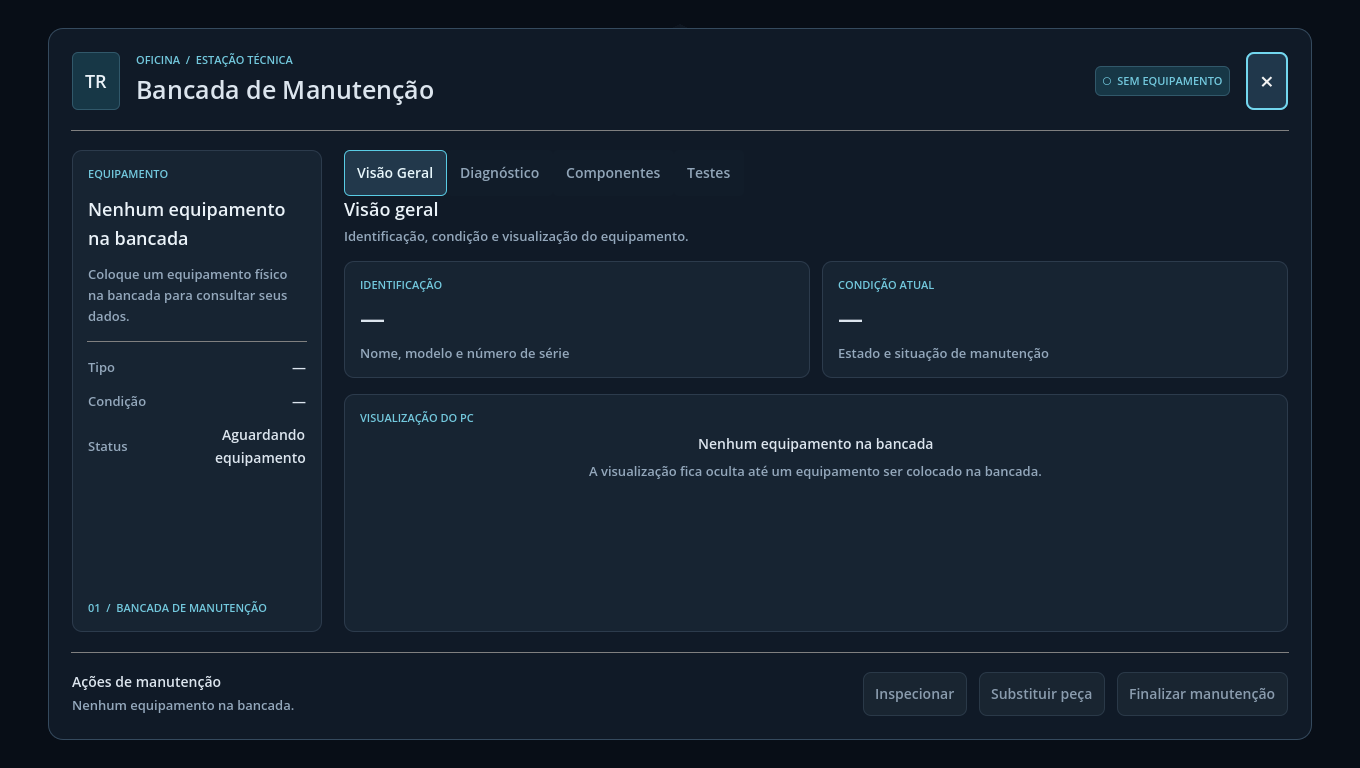 TR
OFICINA / ESTAÇÃO TÉCNICA
Bancada de Manutenção
SEM EQUIPAMENTO
×
EQUIPAMENTO
Nenhum equipamento
na bancada
Coloque um equipamento físico
na bancada para consultar seus
dados.
Tipo —
Condição —
Status Aguardando
equipamento
01 / BANCADA DE MANUTENÇÃO
Visão Geral Diagnóstico Componentes Testes
Visão geral
Identificação, condição e visualização do equipamento.
IDENTIFICAÇÃO
—
Nome, modelo e número de série
CONDIÇÃO ATUAL
—
Estado e situação de manutenção
VISUALIZAÇÃO DO PC
Nenhum equipamento na bancada
A visualização fica oculta até um equipamento ser colocado na bancada.
Ações de manutenção
Nenhum equipamento na bancada.
Inspecionar Substituir peça Finalizar manutenção